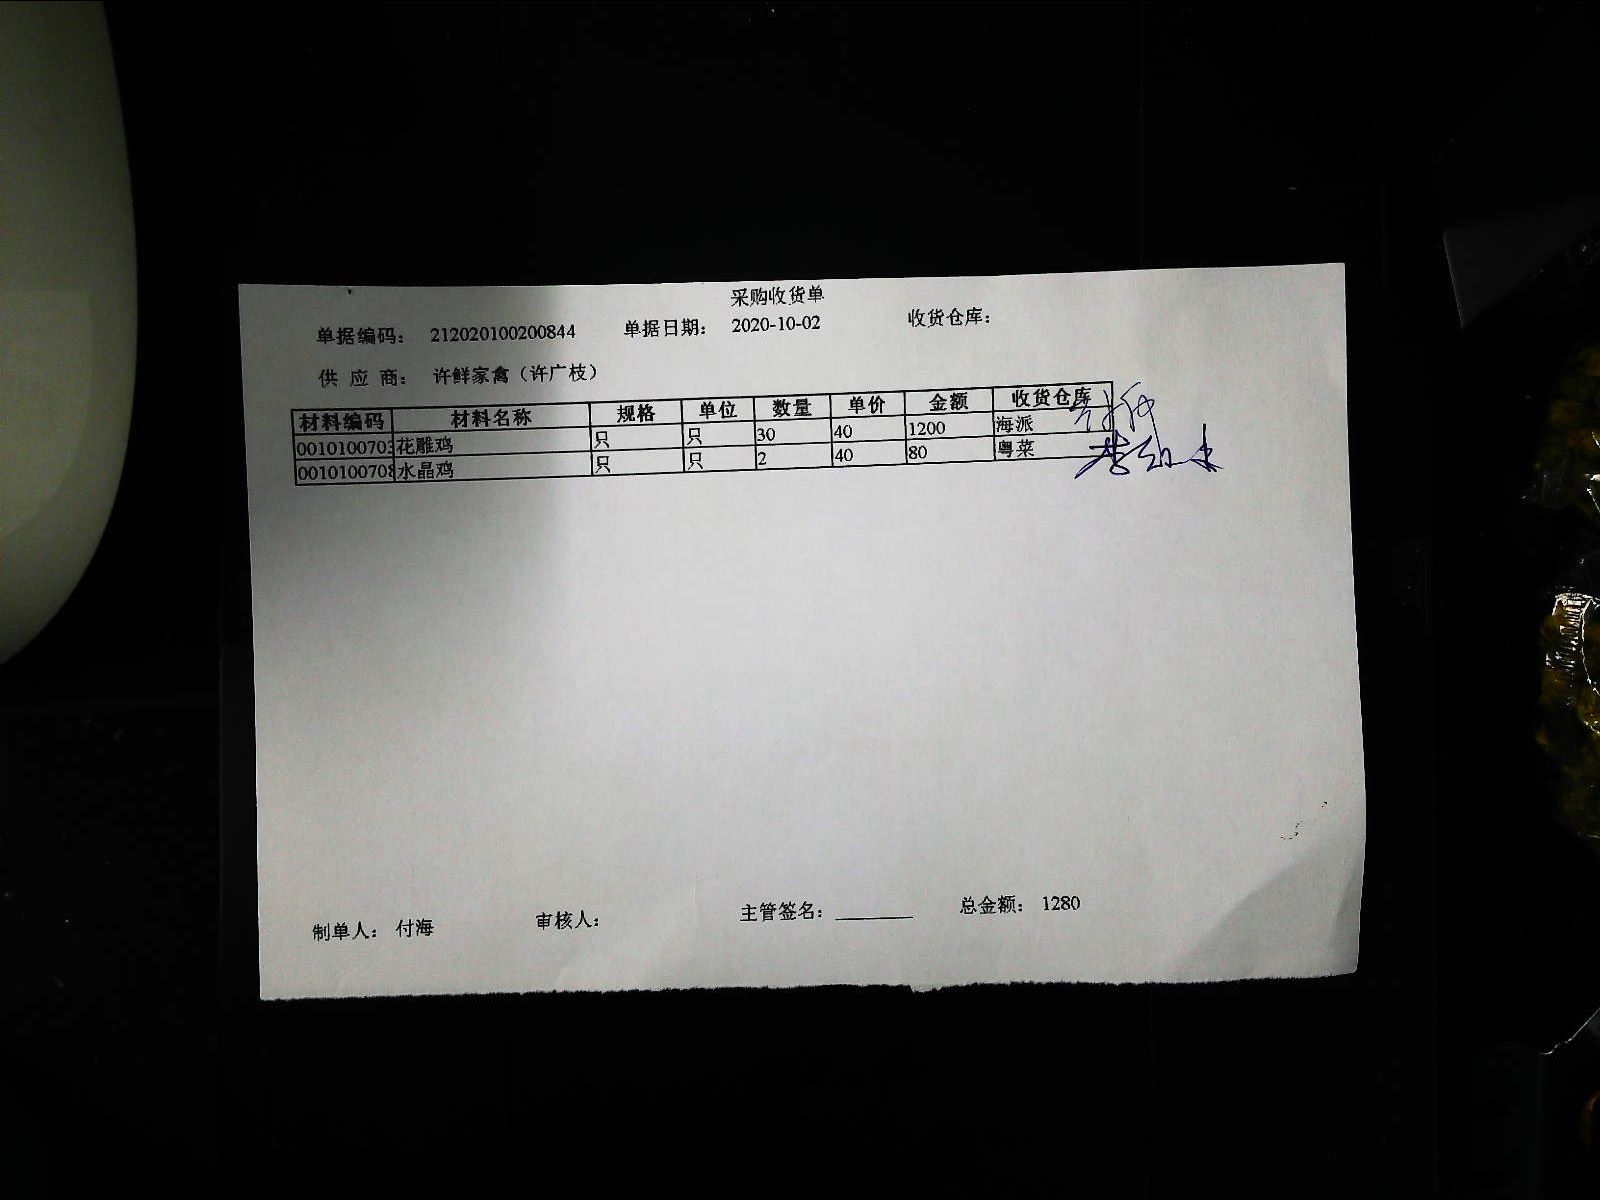 采购收货单
单据编码： 212020100200844 单据日期： 2020-10-02 收货仓库：
供 应 商： 许鲜家禽（许广枝）
材料编码 材料名称 规格 单位 数量 单价 金额 收货仓库
0010100703 花雕鸡 只 只 30 40 1200 海派
0010100708 水晶鸡 只 只 2 40 80 粤菜
制单人： 付海 审核人： 主管签名：________ 总金额： 1280